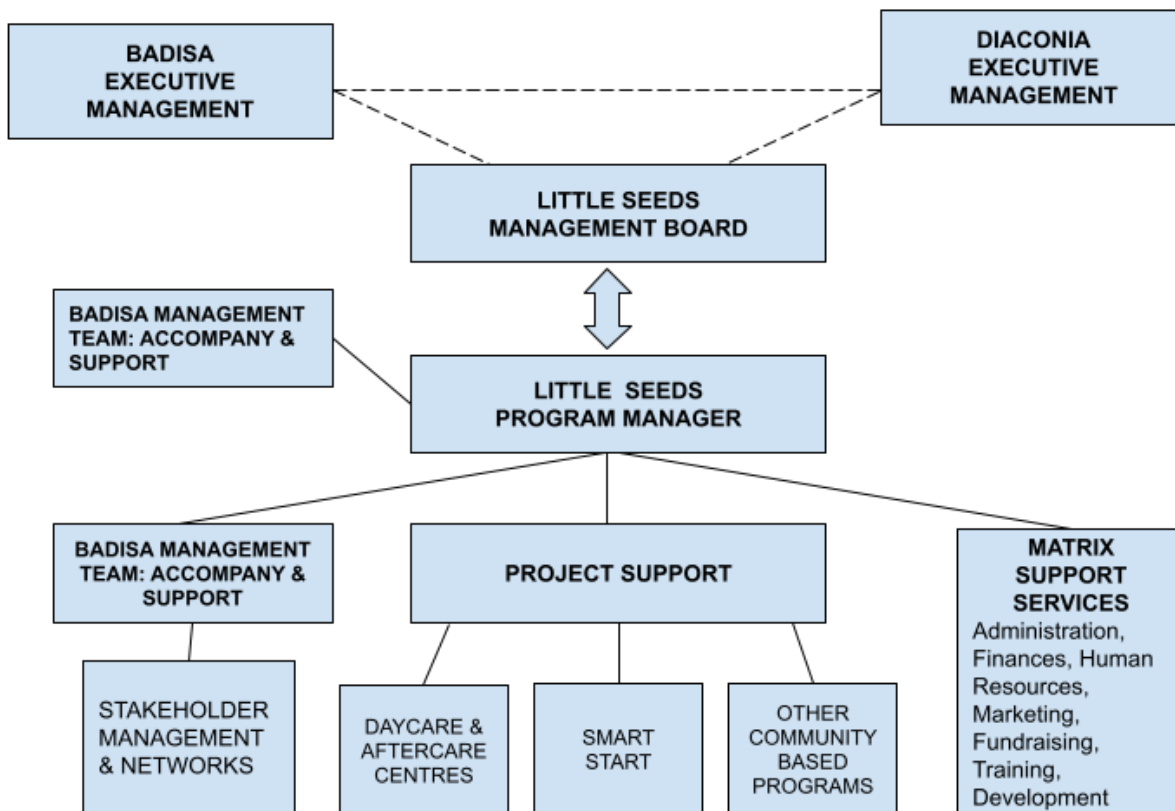 BADISA
EXECUTIVE
MANAGEMENT
DIACONIA
EXECUTIVE
MANAGEMENT
LITTLE SEEDS
MANAGEMENT BOARD
BADISA MANAGEMENT
TEAM: ACCOMPANY &
SUPPORT
LITTLE SEEDS
PROGRAM MANAGER
BADISA MANAGEMENT
TEAM: ACCOMPANY &
SUPPORT
PROJECT SUPPORT
MATRIX
SUPPORT
SERVICES
Administration,
Finances, Human
Resources,
Marketing,
Fundraising,
Training,
Development
STAKEHOLDER
MANAGEMENT
& NETWORKS
DAYCARE &
AFTERCARE
CENTRES
SMART
START
OTHER
COMMUNITY
BASED
PROGRAMS